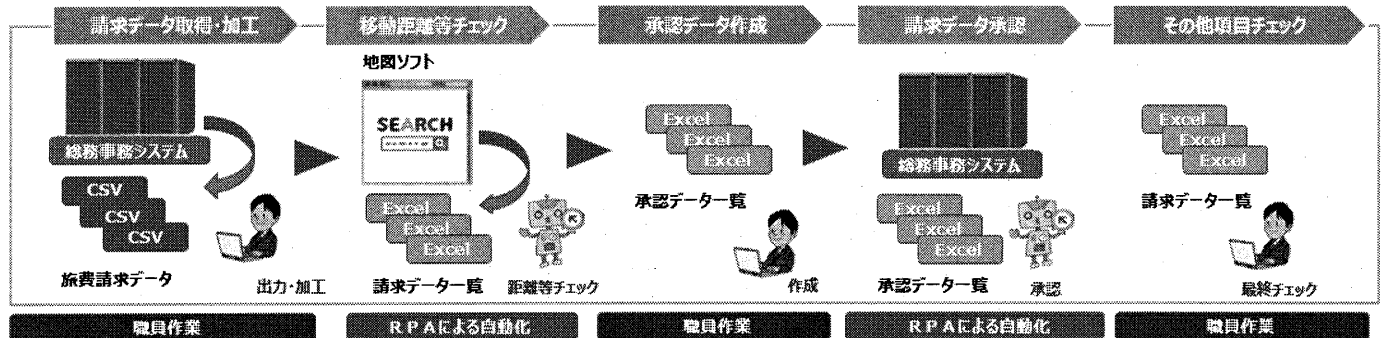 請求データ取得・加工
移動距離等チェック
承認データ作成
請求データ承認
その他項目チェック
総務事務システム
CSV
CSV
CSV
旅費請求データ
出力・加工
地図ソフト
SEARCH
Excel
Excel
Excel
請求データ一覧
距離等チェック
Excel
Excel
Excel
承認データ一覧
作成
総務事務システム
Excel
Excel
Excel
承認データ一覧
承認
Excel
Excel
Excel
請求データ一覧
最終チェック
職員作業
RPAによる自動化
職員作業
RPAによる自動化
職員作業